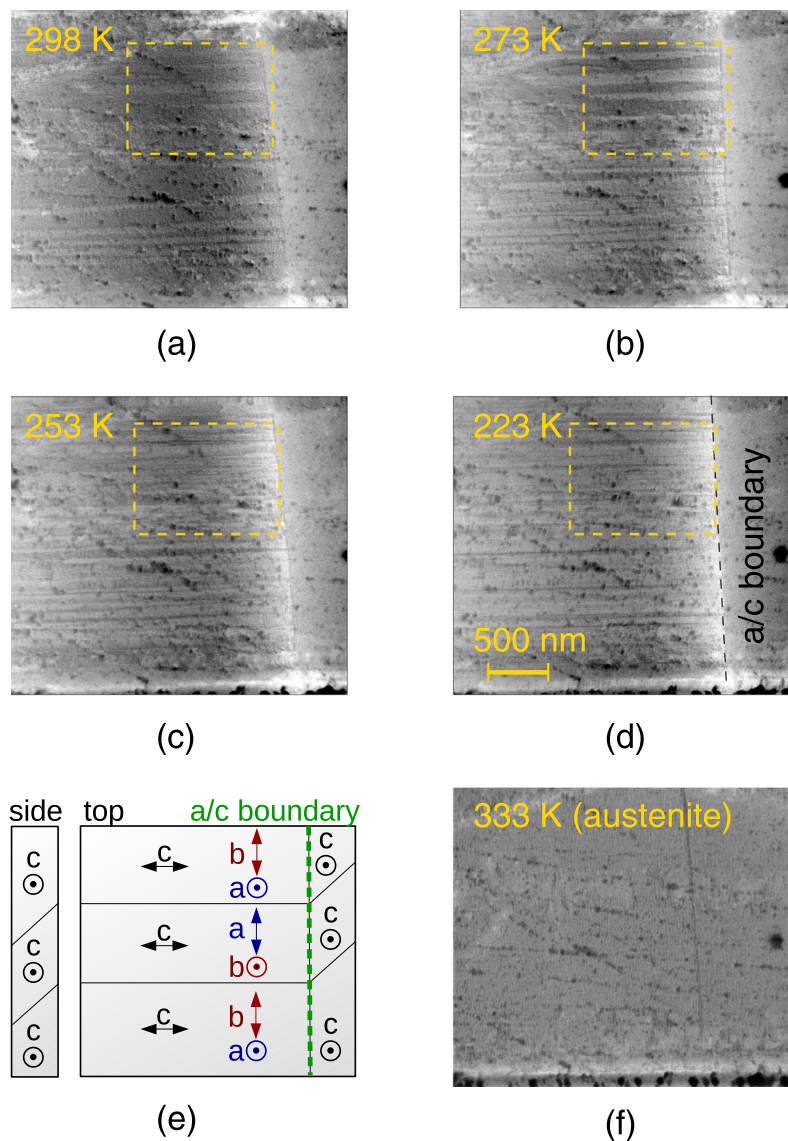 298 K
273 K
(a)
(b)
253 K
223 K
a/c boundary
500 nm
(c)
(d)
side top a/c boundary
c
c
b
a
c
c
c
a
b
c
c
c
b
a
c
333 K (austenite)
(e)
(f)